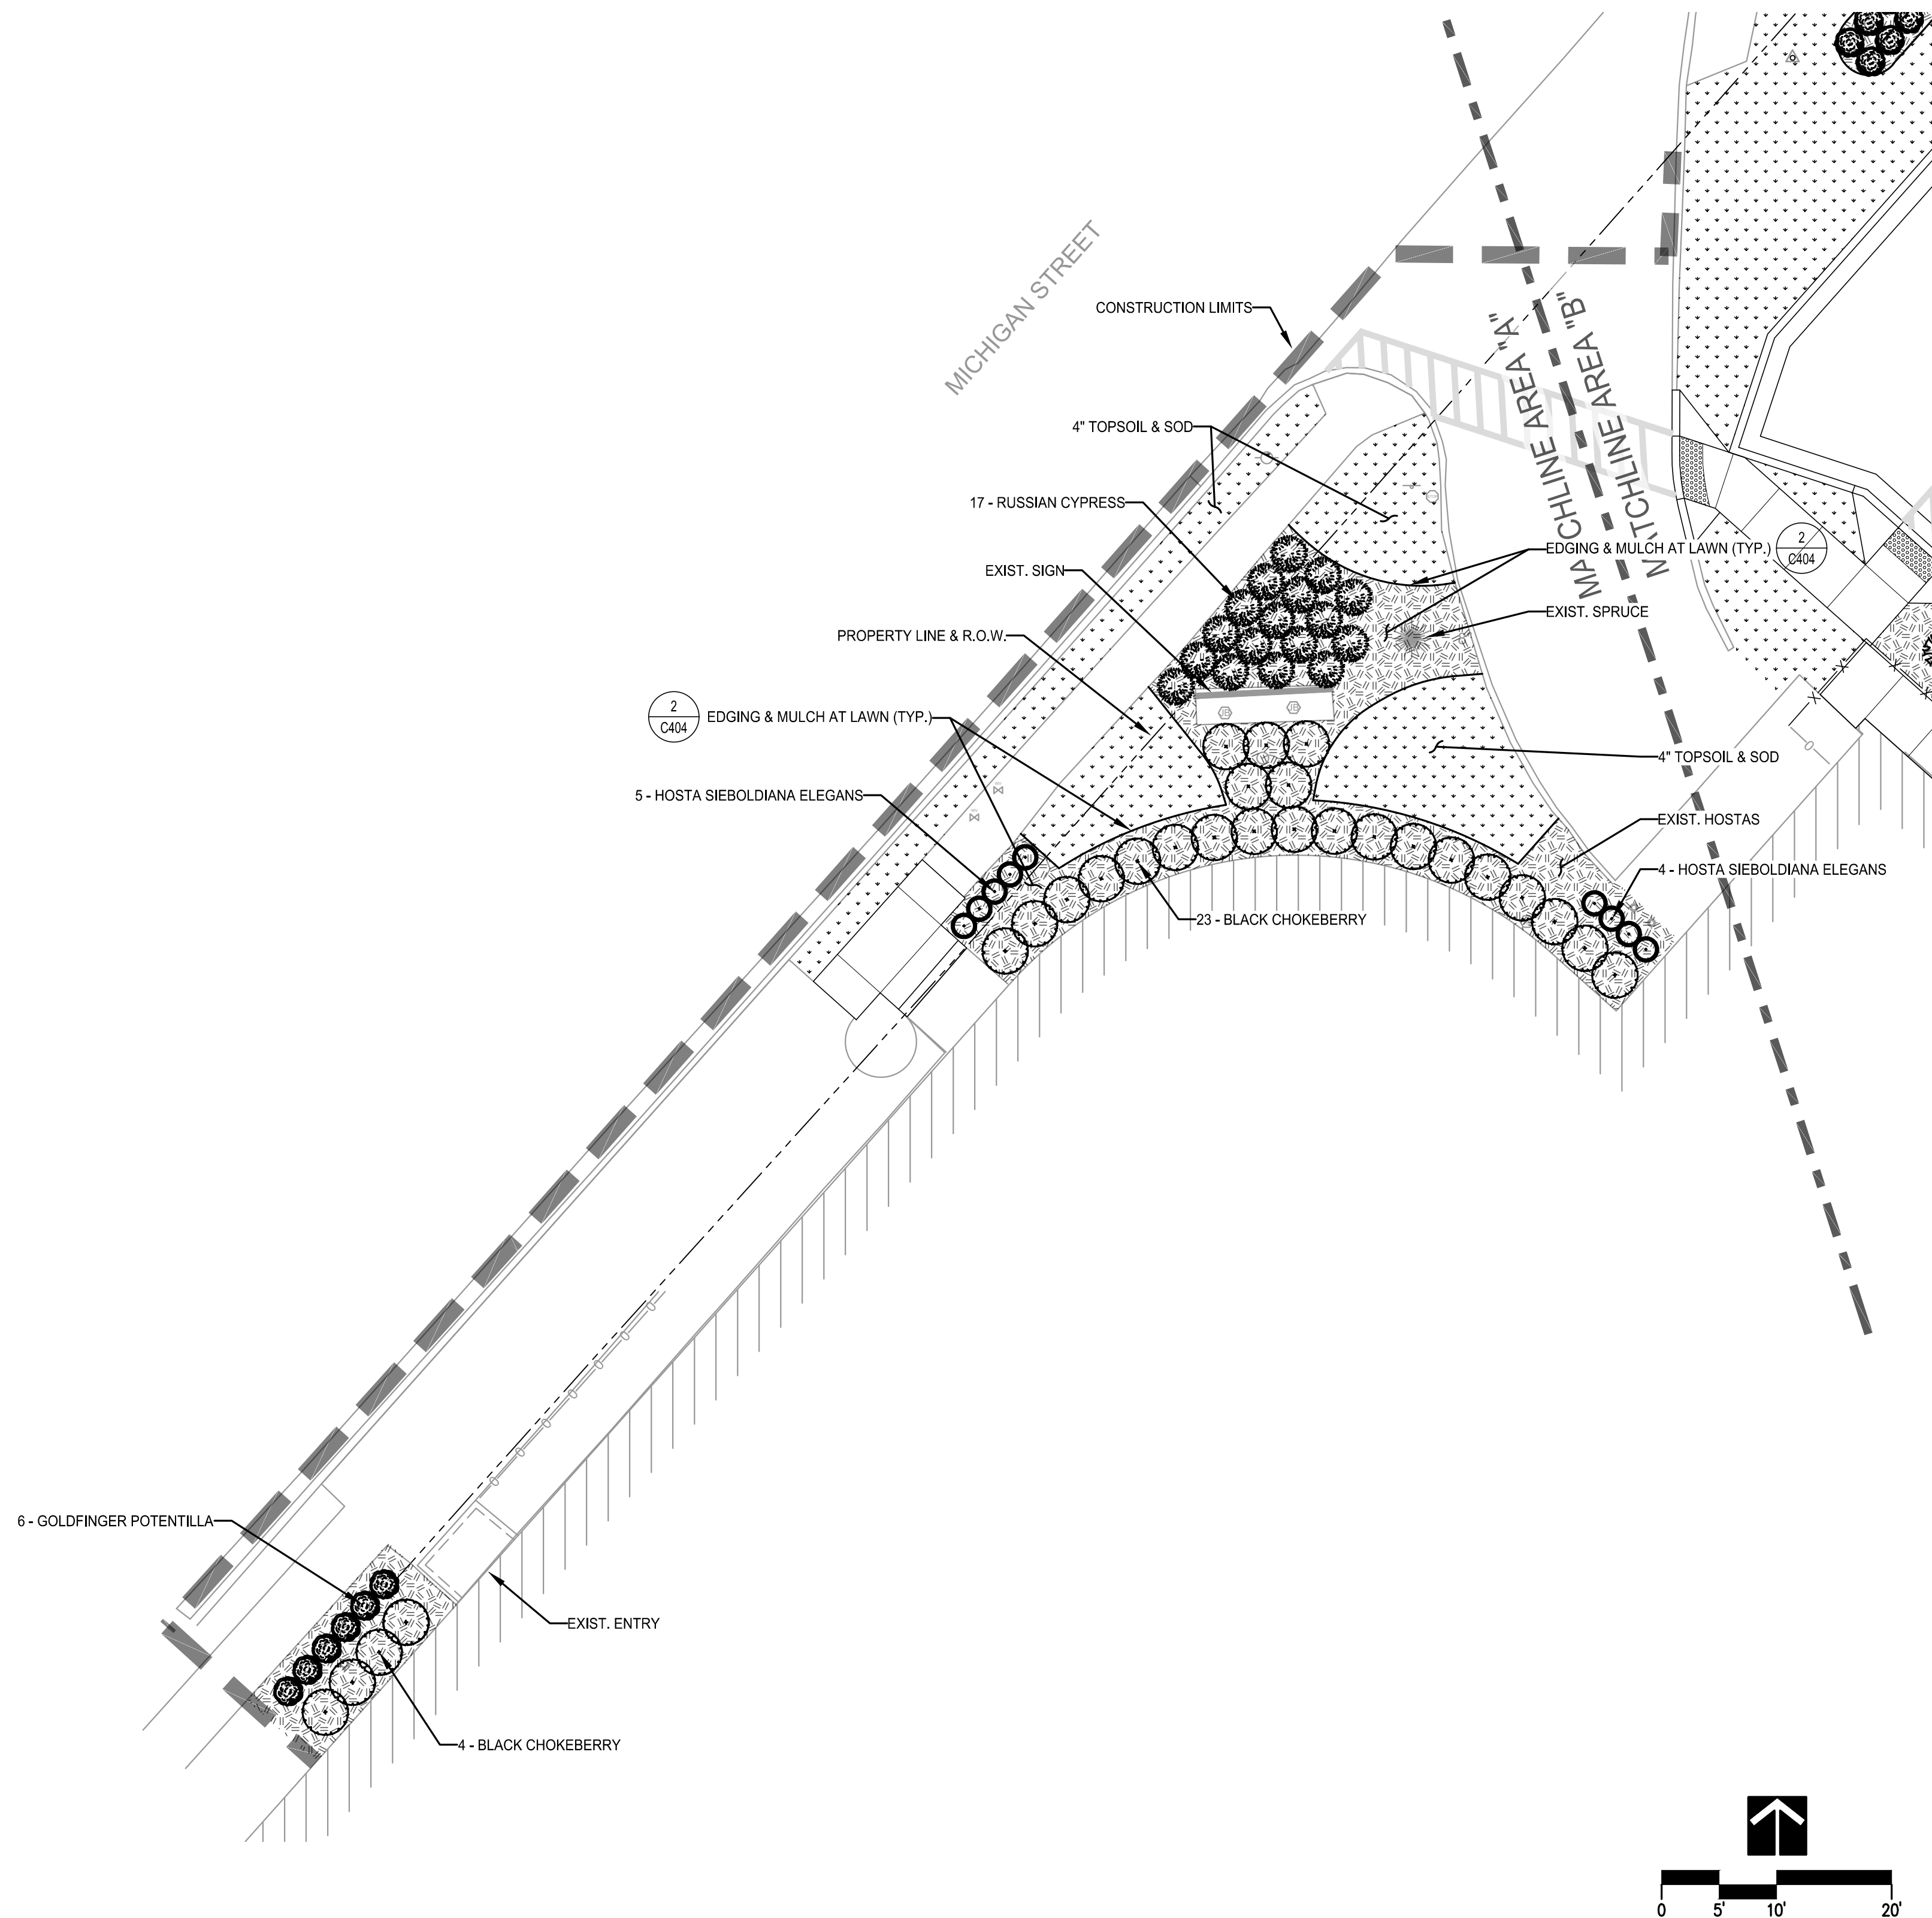 MICHIGAN STREET
CONSTRUCTION LIMITS
MATCHLINE AREA "A"
MATCHLINE AREA "B"
4" TOPSOIL & SOD
17 - RUSSIAN CYPRESS
EDGING & MULCH AT LAWN (TYP.)
2
C404
EXIST. SIGN
EXIST. SPRUCE
PROPERTY LINE & R.O.W.
JB
JB
2
C404
EDGING & MULCH AT LAWN (TYP.)
4" TOPSOIL & SOD
5 - HOSTA SIEBOLDIANA ELEGANS
EXIST. HOSTAS
4 - HOSTA SIEBOLDIANA ELEGANS
23 - BLACK CHOKEBERRY
6 - GOLDFINGER POTENTILLA
EXIST. ENTRY
4 - BLACK CHOKEBERRY
0 5' 10' 20'